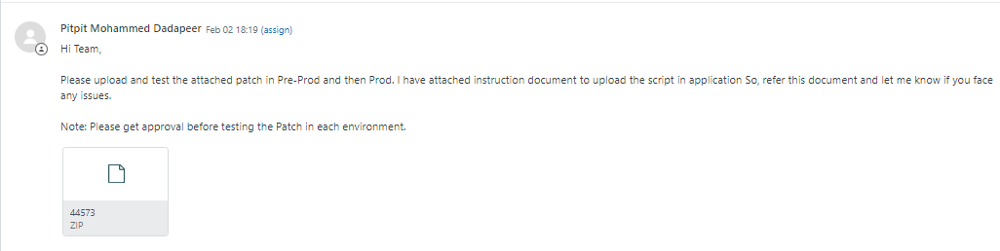 Pitpit Mohammed Dadapeer Feb 02 18:19 (assign)
Hi Team,
Please upload and test the attached patch in Pre-Prod and then Prod. I have attached instruction document to upload the script in application So, refer this document and let me know if you face
any issues.
Note: Please get approval before testing the Patch in each environment.
44573
ZIP